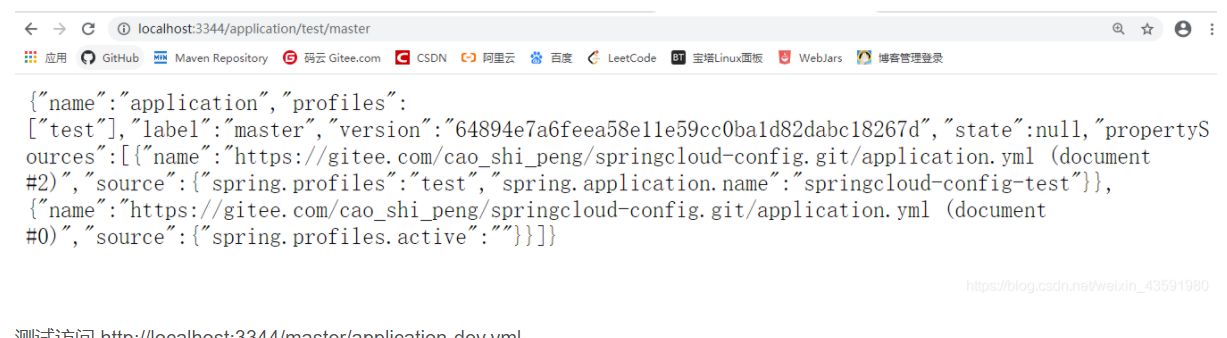 localhost:3344/application/test/master
应用 GitHub Maven Repository 码云 Gitee.com CSDN 阿里云 百度 LeetCode 宝塔Linux面板 WebJars 博客管理登录
{"name":"application","profiles":
["test"],"label":"master","version":"64894e7a6feea58e11e59cc0ba1d82dabc18267d","state":null,"propertyS
ources":[{"name":"https://gitee.com/cao_shi_peng/springcloud-config.git/application.yml (document
#2)","source":{"spring.profiles":"test","spring.application.name":"springcloud-config-test"}},
{"name":"https://gitee.com/cao_shi_peng/springcloud-config.git/application.yml (document
#0)","source":{"spring.profiles.active":""}}]}
https://blog.csdn.net/weixin_43591980
测试访问 http://localhost:3344/master/application-dev.yml